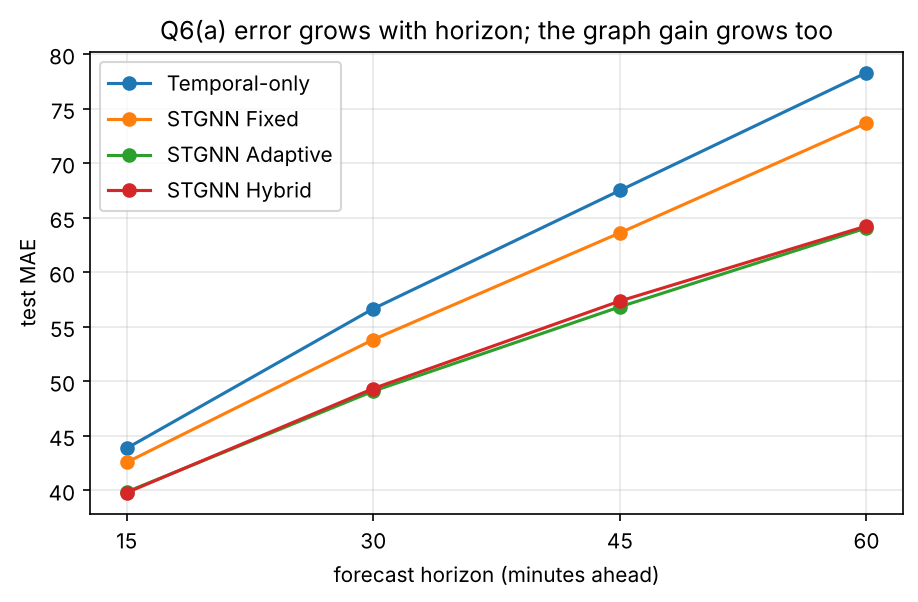 Q6(a) error grows with horizon; the graph gain grows too
80
75
70
65
60
55
50
45
40
test MAE
Temporal-only
STGNN Fixed
STGNN Adaptive
STGNN Hybrid
15 30 45 60
forecast horizon (minutes ahead)